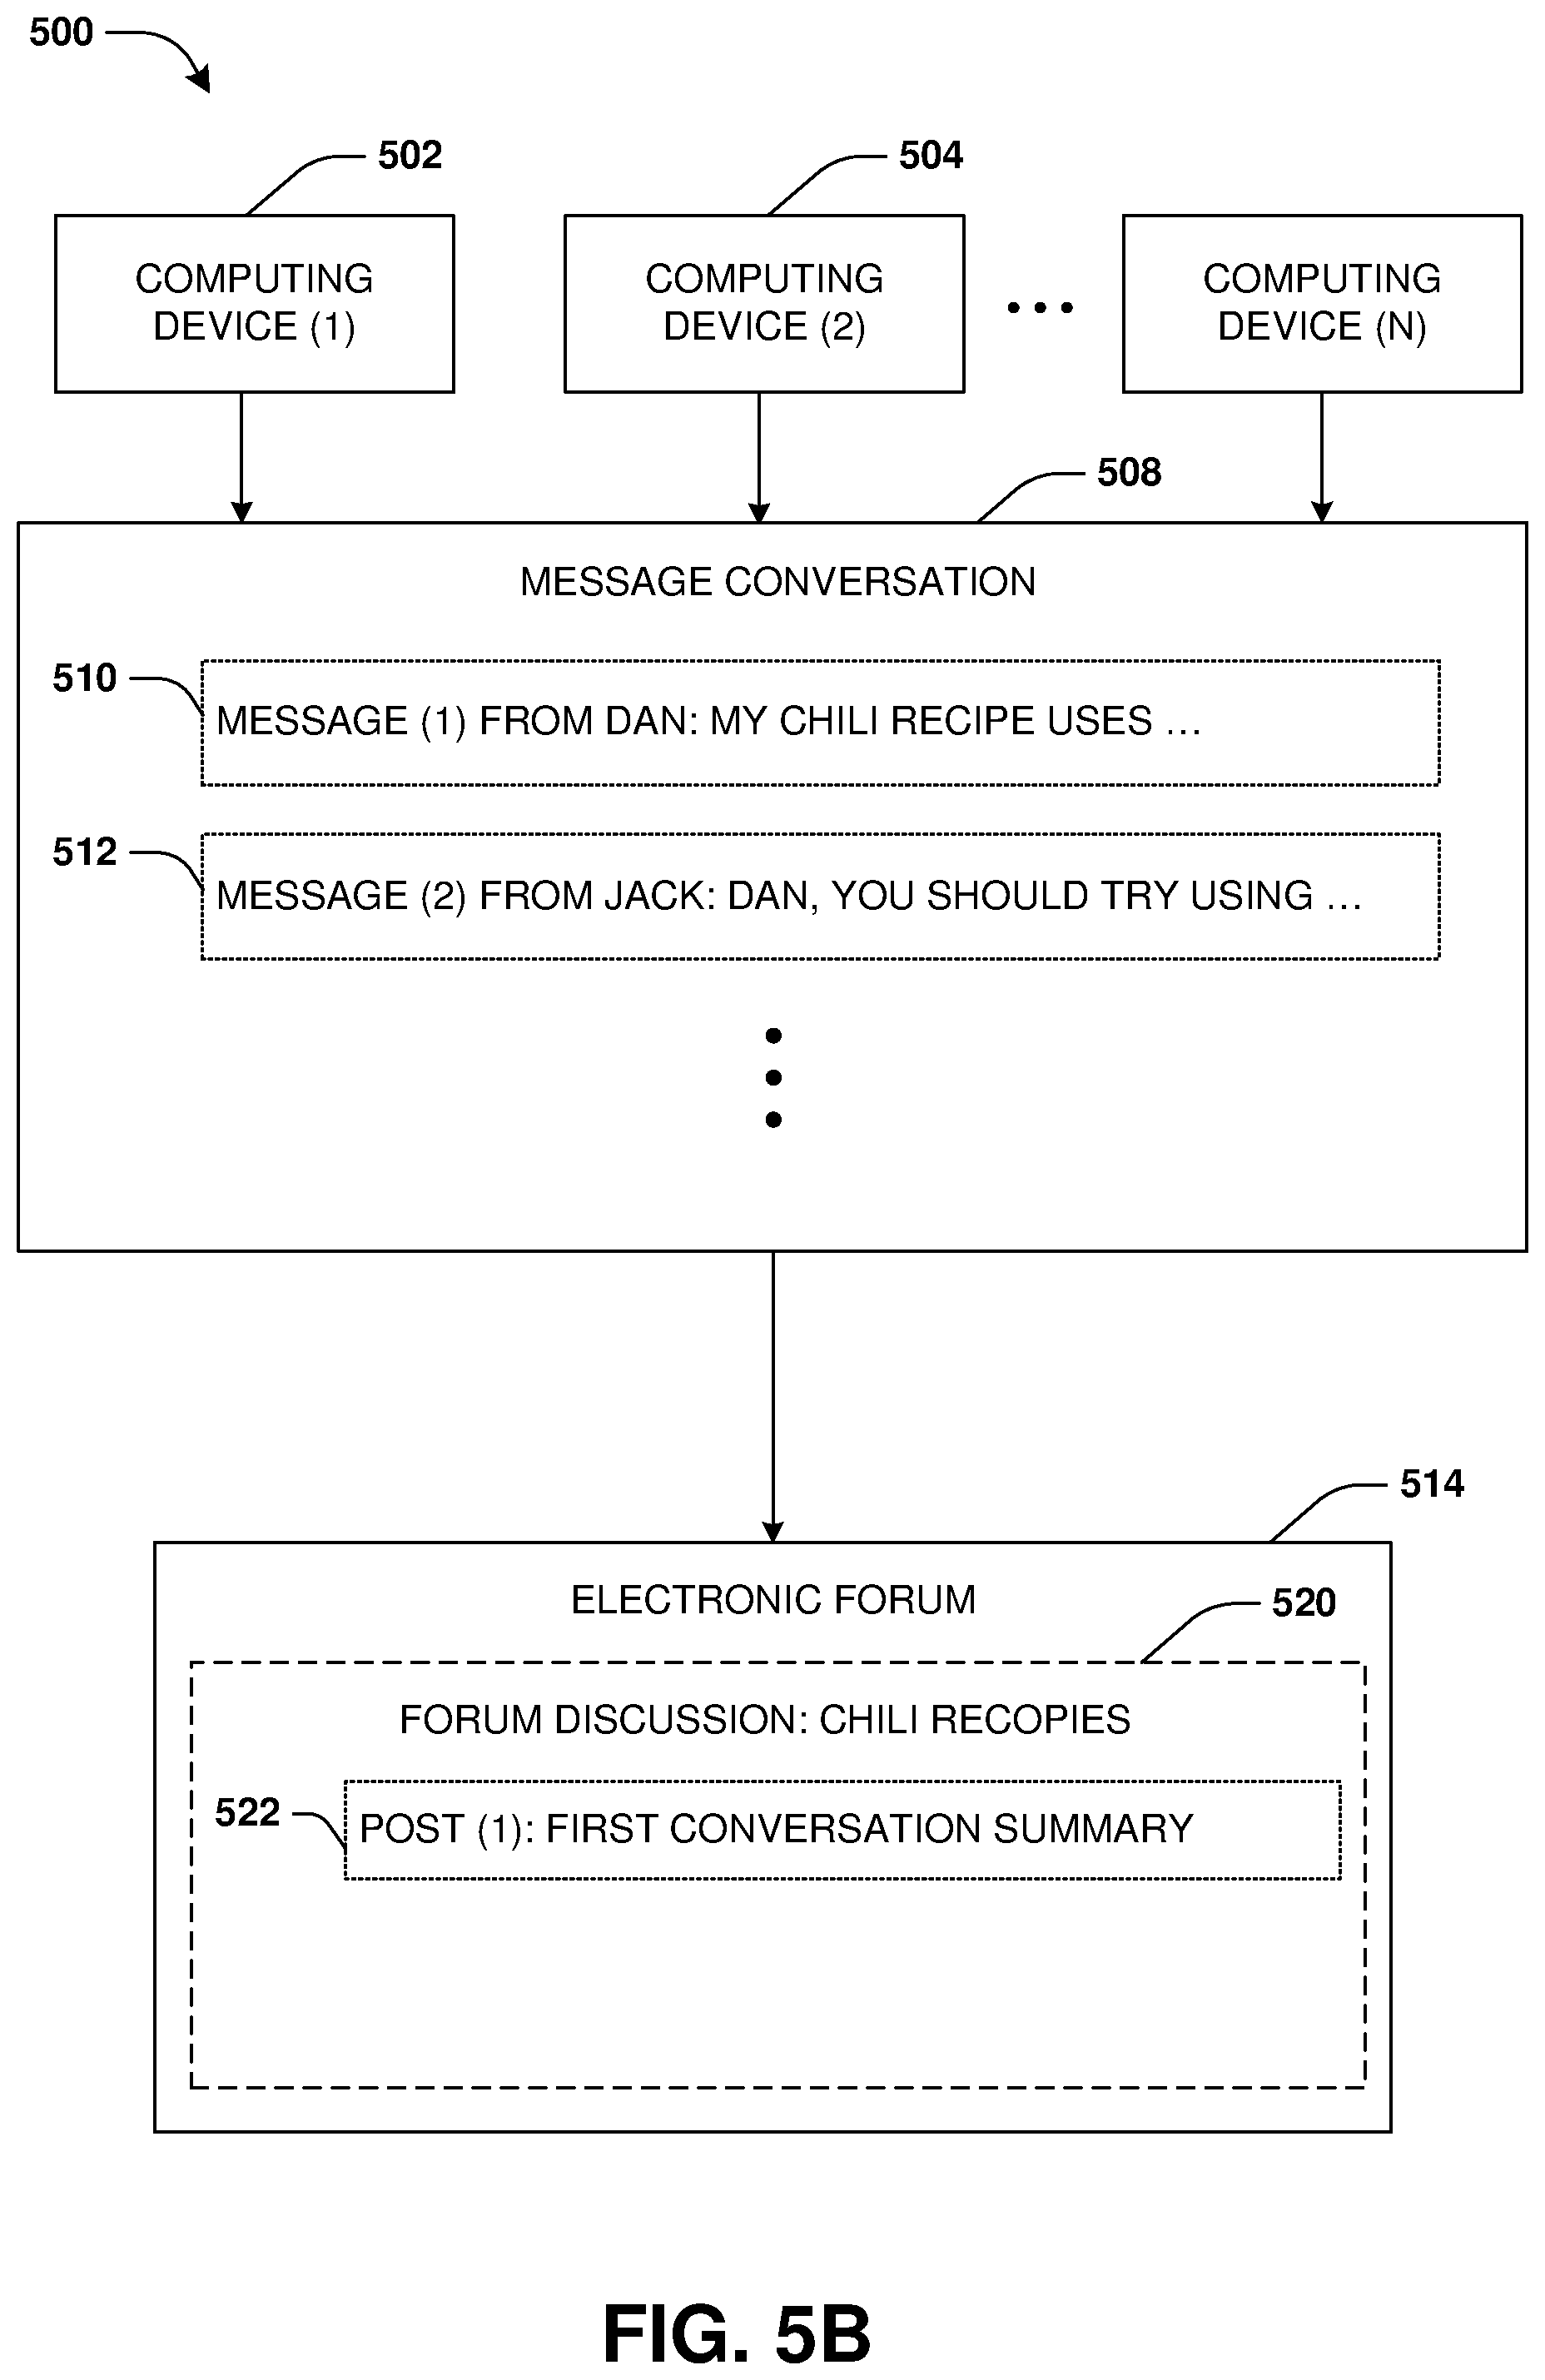 500
502
504
COMPUTING
DEVICE (1)
COMPUTING
DEVICE (2)
COMPUTING
DEVICE (N)
508
MESSAGE CONVERSATION
510
MESSAGE (1) FROM DAN: MY CHILI RECIPE USES …
512
MESSAGE (2) FROM JACK: DAN, YOU SHOULD TRY USING …
514
ELECTRONIC FORUM
520
FORUM DISCUSSION: CHILI RECOPIES
522
POST (1): FIRST CONVERSATION SUMMARY
FIG. 5B